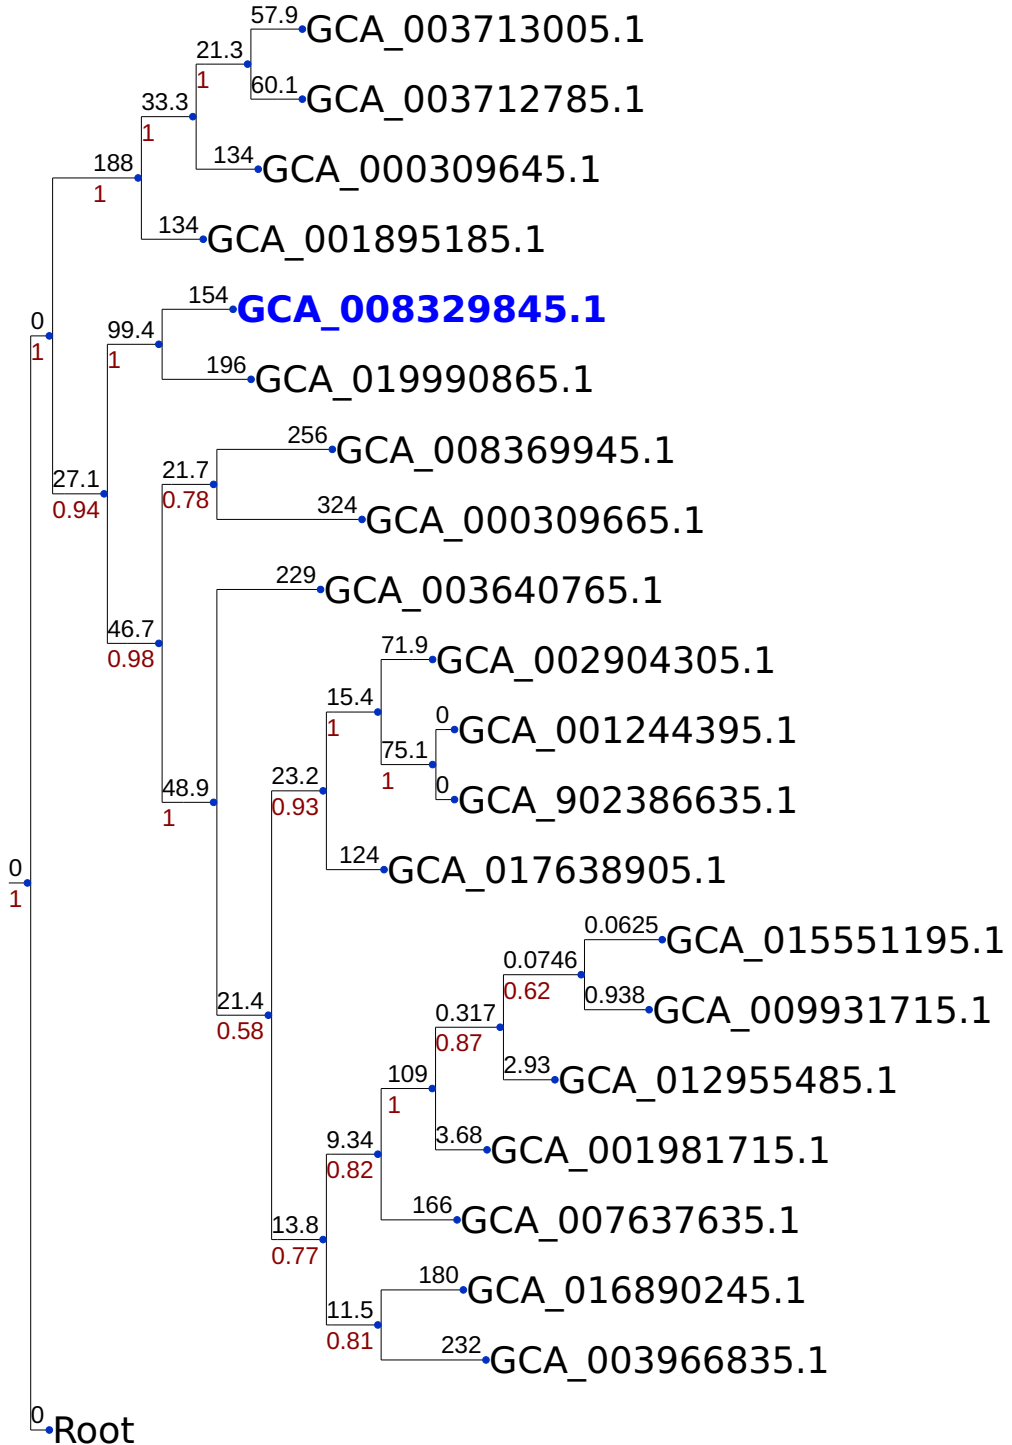 57.9
GCA_003713005.1
21.3
1
60.1
GCA_003712785.1
33.3
1
134
GCA_000309645.1
188
1
134
GCA_001895185.1
154
GCA_008329845.1
0
1
99.4
1
196
GCA_019990865.1
256
GCA_008369945.1
27.1
0.94
21.7
0.78
324
GCA_000309665.1
229
GCA_003640765.1
46.7
0.98
71.9
GCA_002904305.1
15.4
1
0
GCA_001244395.1
75.1
1
0
GCA_902386635.1
48.9
1
23.2
0.93
124
GCA_017638905.1
0
1
0.0625
GCA_015551195.1
0.0746
0.62
0.938
GCA_009931715.1
21.4
0.58
0.317
0.87
2.93
GCA_012955485.1
109
1
3.68
GCA_001981715.1
9.34
0.82
166
GCA_007637635.1
13.8
0.77
180
GCA_016890245.1
11.5
0.81
232
GCA_003966835.1
0
Root